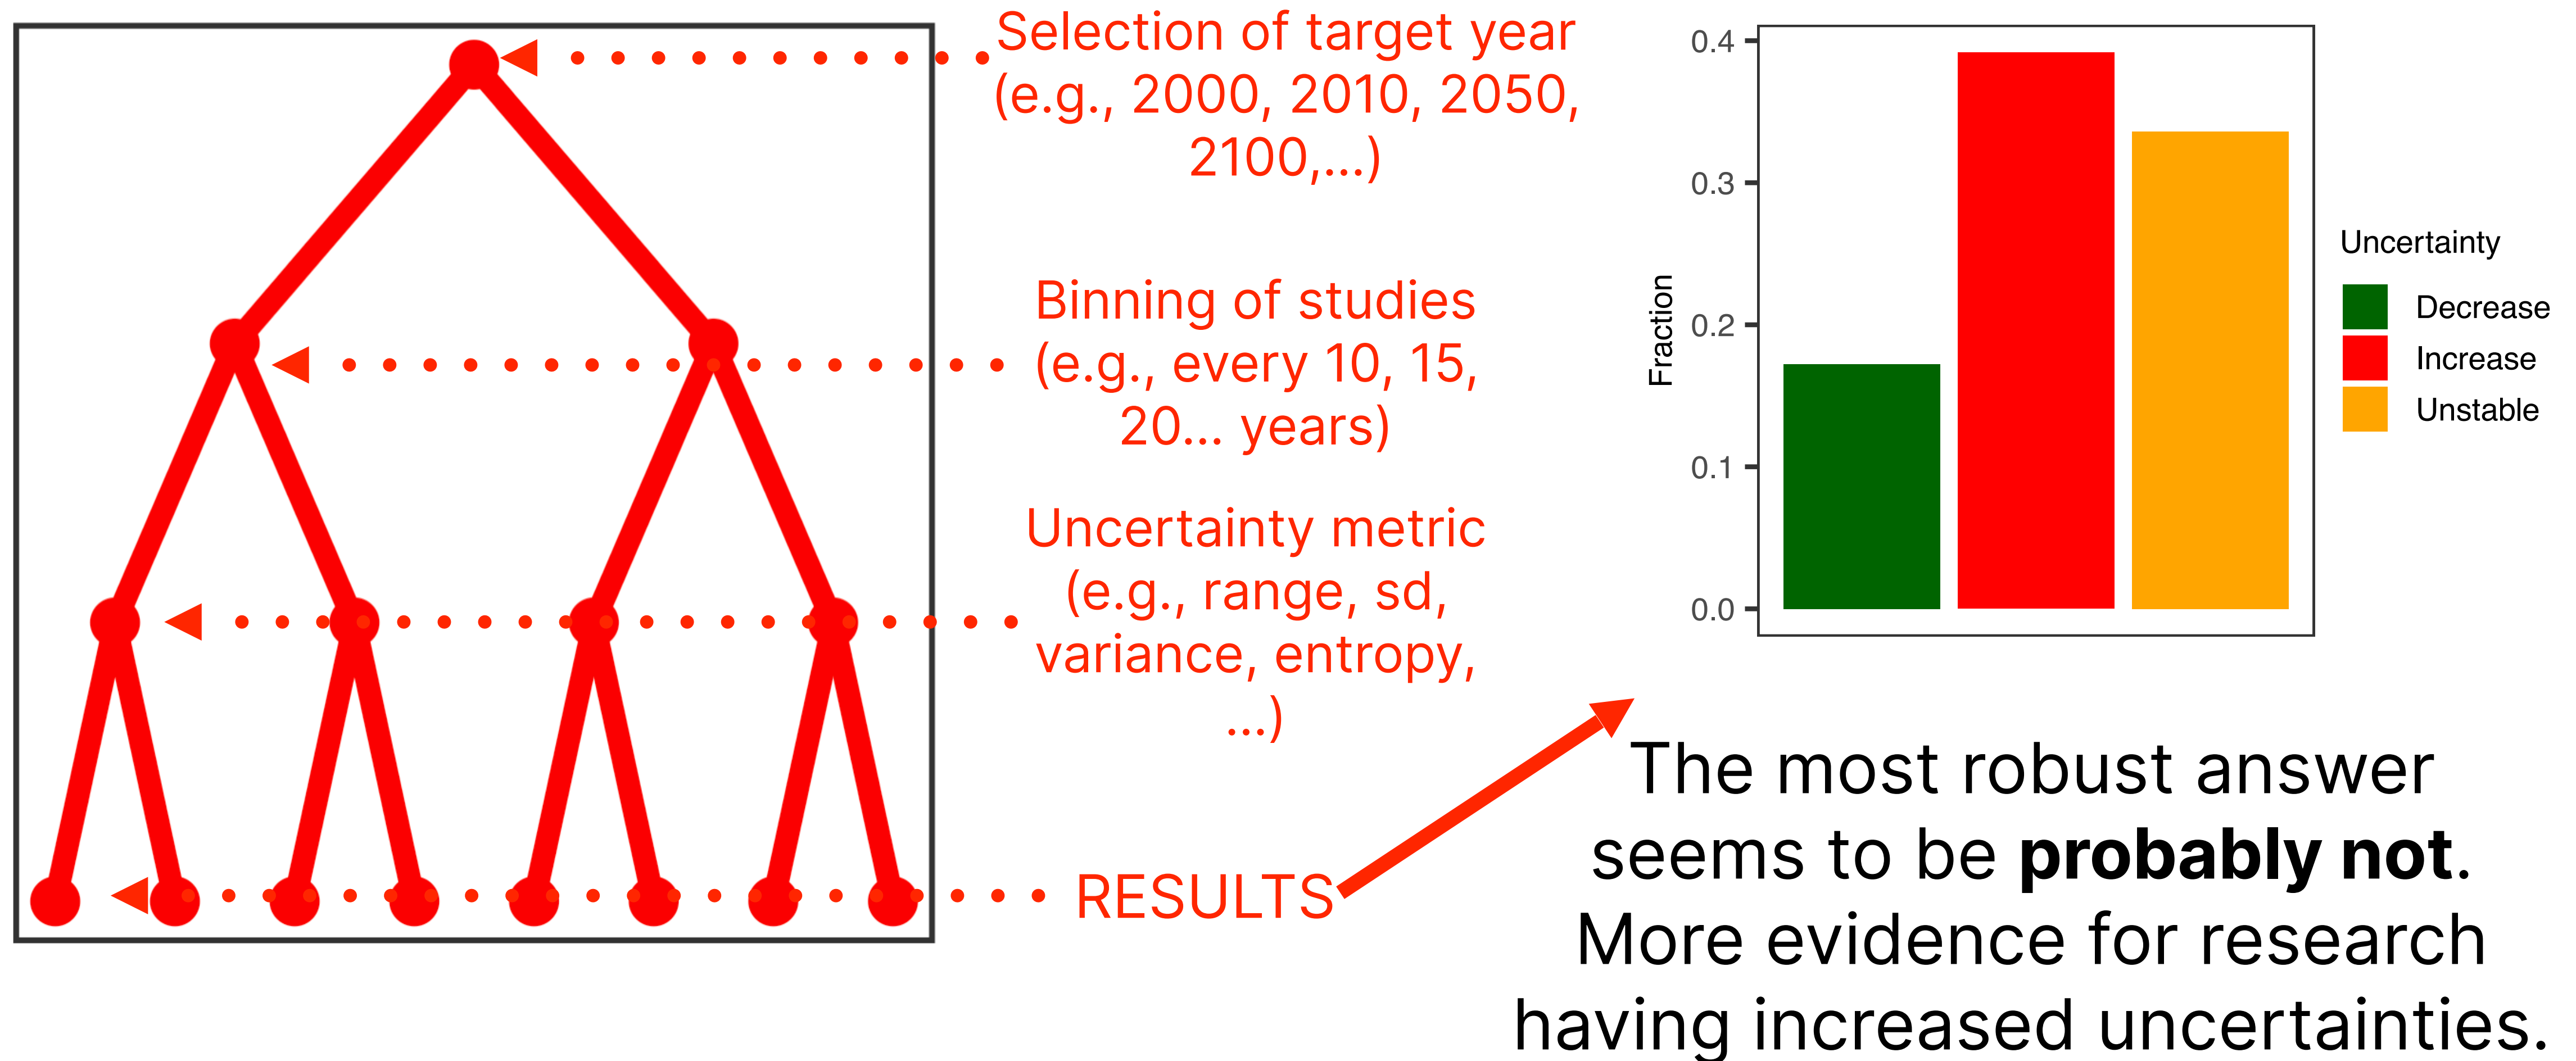 Selection of target year
(e.g., 2000, 2010, 2050,
2100,...)
Binning of studies
(e.g., every 10, 15,
20... years)
Uncertainty metric
(e.g., range, sd,
variance, entropy,
...)
RESULTS
0.4
0.3
0.2
0.1
0.0
Fraction
Uncertainty
Decrease
Increase
Unstable
The most robust answer
seems to be probably not.
More evidence for research
having increased uncertainties.